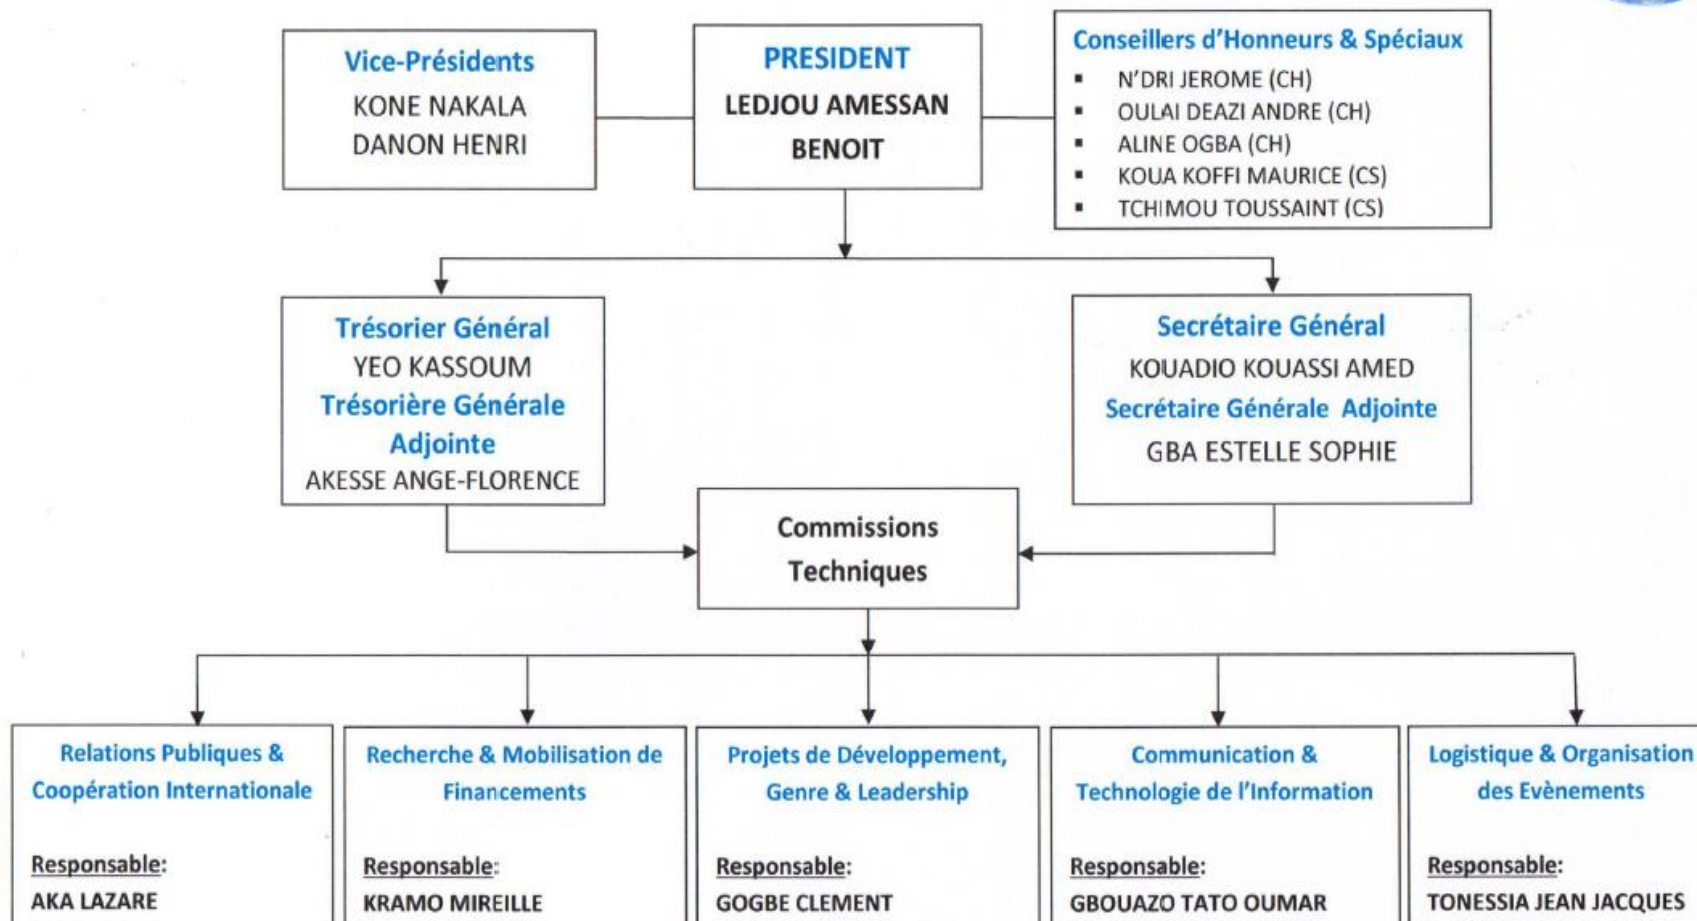 Vice-Présidents
KONE NAKALA
DANON HENRI
PRESIDENT
LEDJOU AMESSAN
BENOIT
Conseillers d'Honneurs & Spéciaux
▪ N'DRI JEROME (CH)
▪ OULAI DEAZI ANDRE (CH)
▪ ALINE OGBA (CH)
▪ KOUA KOFFI MAURICE (CS)
▪ TCHIMOU TOUSSAINT (CS)
Trésorier Général
YEO KASSOUM
Trésorière Générale
Adjointe
AKESSE ANGE-FLORENCE
Secrétaire Général
KOUADIO KOUASSI AMED
Secrétaire Générale Adjointe
GBA ESTELLE SOPHIE
Commissions
Techniques
Relations Publiques &
Coopération Internationale
Responsable:
AKA LAZARE
Recherche & Mobilisation de
Financements
Responsable:
KRAMO MIREILLE
Projets de Développement,
Genre & Leadership
Responsable:
GOGBE CLEMENT
Communication &
Technologie de l'Information
Responsable:
GBOUAZO TATO OUMAR
Logistique & Organisation
des Evènements
Responsable:
TONESSIA JEAN JACQUES